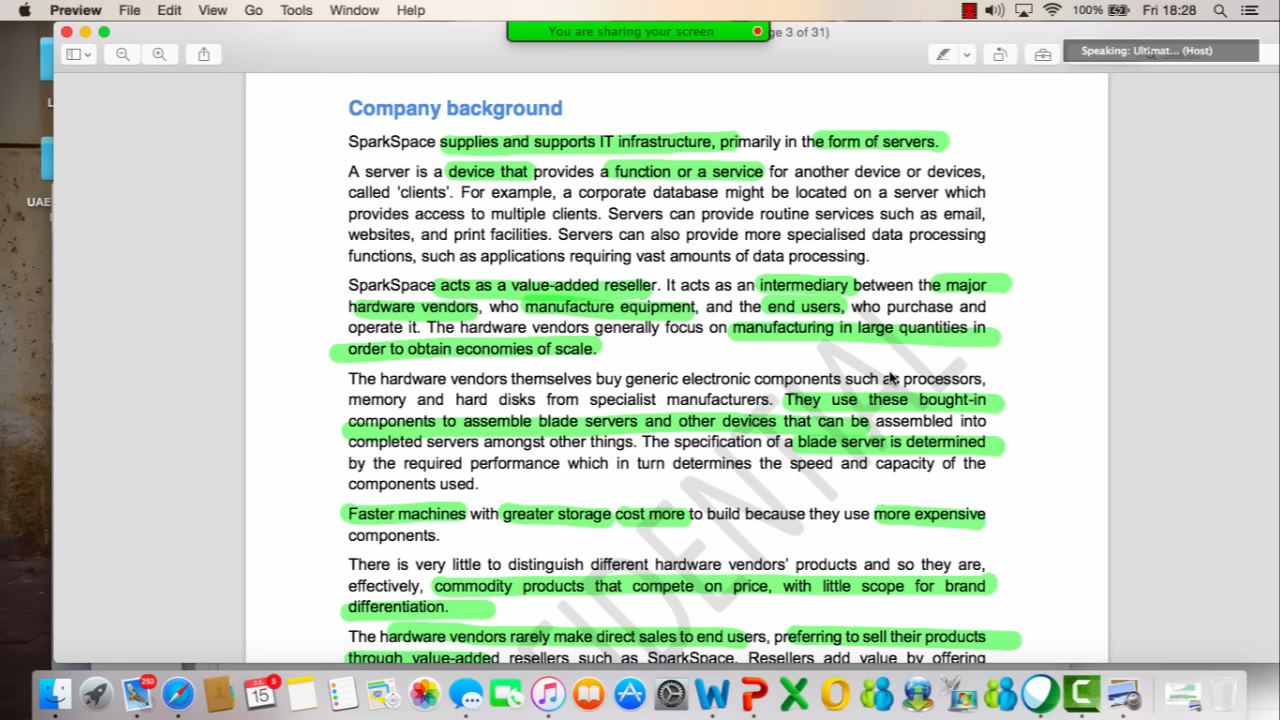 Preview File Edit View Go Tools Window Help 100% Fri 18:28
You are sharing your screen
ge 3 of 31)
Speaking: Ultimat... (Host)
Company background
SparkSpace supplies and supports IT infrastructure, primarily in the form of servers.
A server is a device that provides a function or a service for another device or devices,
called 'clients'. For example, a corporate database might be located on a server which
provides access to multiple clients. Servers can provide routine services such as email,
websites, and print facilities. Servers can also provide more specialised data processing
functions, such as applications requiring vast amounts of data processing.
SparkSpace acts as a value-added reseller. It acts as an intermediary between the major
hardware vendors, who manufacture equipment, and the end users, who purchase and
operate it. The hardware vendors generally focus on manufacturing in large quantities in
order to obtain economies of scale.
The hardware vendors themselves buy generic electronic components such as processors,
memory and hard disks from specialist manufacturers. They use these bought-in
components to assemble blade servers and other devices that can be assembled into
completed servers amongst other things. The specification of a blade server is determined
by the required performance which in turn determines the speed and capacity of the
components used.
Faster machines with greater storage cost more to build because they use more expensive
components.
There is very little to distinguish different hardware vendors' products and so they are,
effectively, commodity products that compete on price, with little scope for brand
differentiation.
The hardware vendors rarely make direct sales to end users, preferring to sell their products
through value-added resellers such as SparkSpace. Resellers add value by offering
UAE
253
15
5